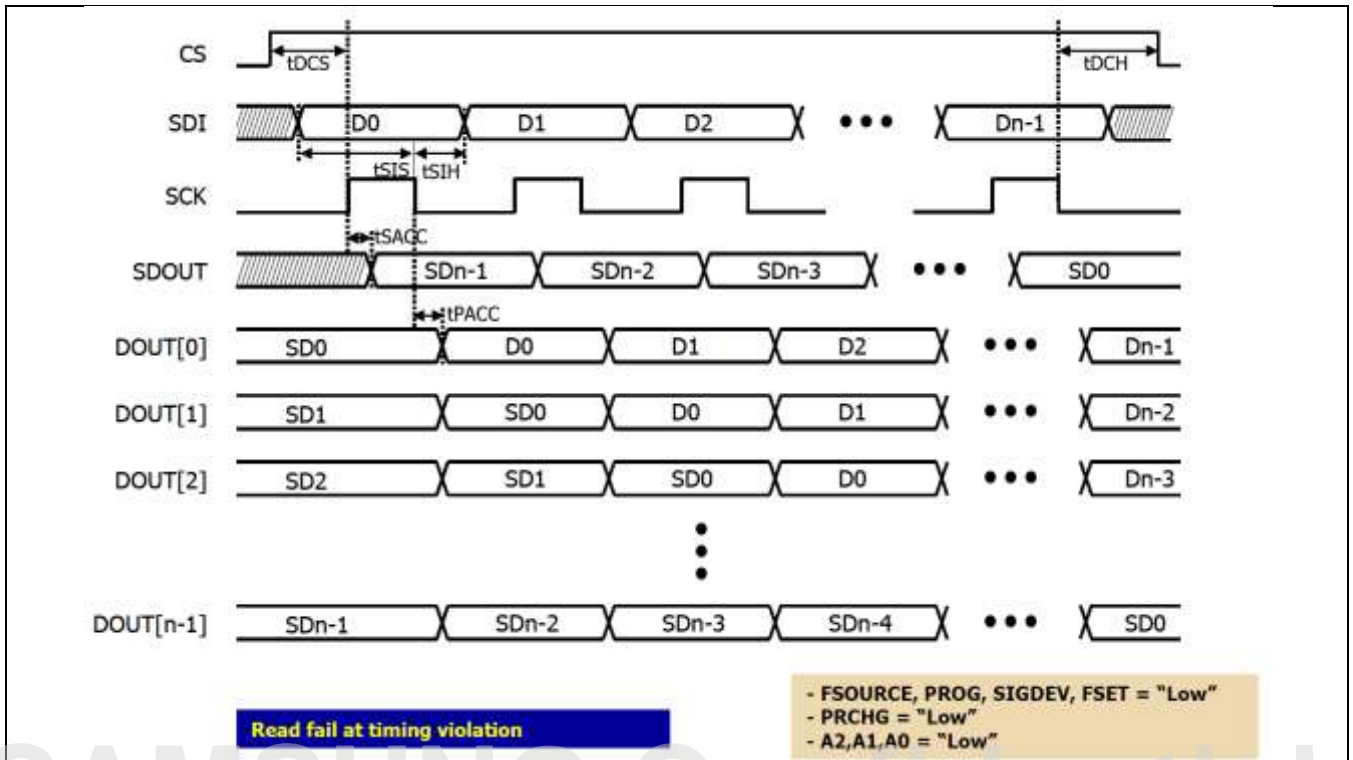 CS
tDCS
tDCH
SDI
D0 D1 D2 Dn-1
tSIS tSIH
SCK
tSACC
SDOUT
SDn-1 SDn-2 SDn-3 SD0
tPACC
DOUT[0] SD0 D0 D1 D2 Dn-1
DOUT[1] SD1 SD0 D0 D1 Dn-2
DOUT[2] SD2 SD1 SD0 D0 Dn-3
DOUT[n-1] SDn-1 SDn-2 SDn-3 SDn-4 SD0
Read fail at timing violation
- FSOURCE, PROG, SIGDEV, FSET = "Low"
- PRCHG = "Low"
- A2,A1,A0 = "Low"
SAMSUNG